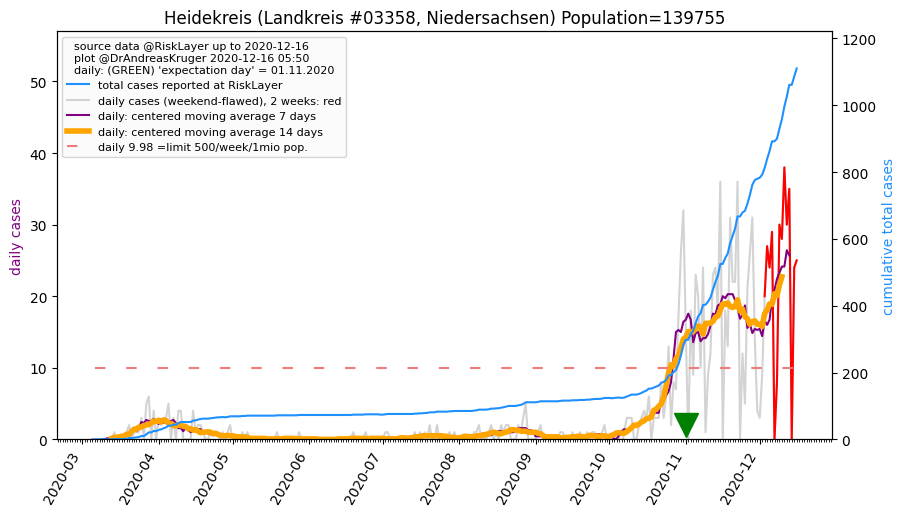 Heidekreis (Landkreis #03358, Niedersachsen) Population=139755
source data @RiskLayer up to 2020-12-16
plot @DrAndreasKruger 2020-12-16 05:50
daily: (GREEN) 'expectation day' = 01.11.2020
total cases reported at RiskLayer
daily cases (weekend-flawed), 2 weeks: red
daily: centered moving average 7 days
daily: centered moving average 14 days
daily 9.98 =limit 500/week/1mio pop.
daily cases
0
10
20
30
40
50
cumulative total cases
0
200
400
600
800
1000
1200
2020-03
2020-04
2020-05
2020-06
2020-07
2020-08
2020-09
2020-10
2020-11
2020-12